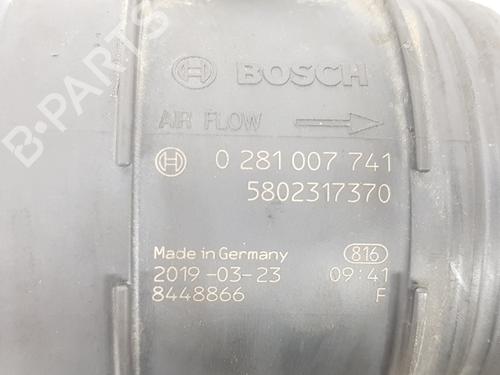 BOSCH
AIR FLOW
0 281 007 741
5802317370
Made in Germany 816
2019-03-23 09:41
8448866 F
B-PARTS